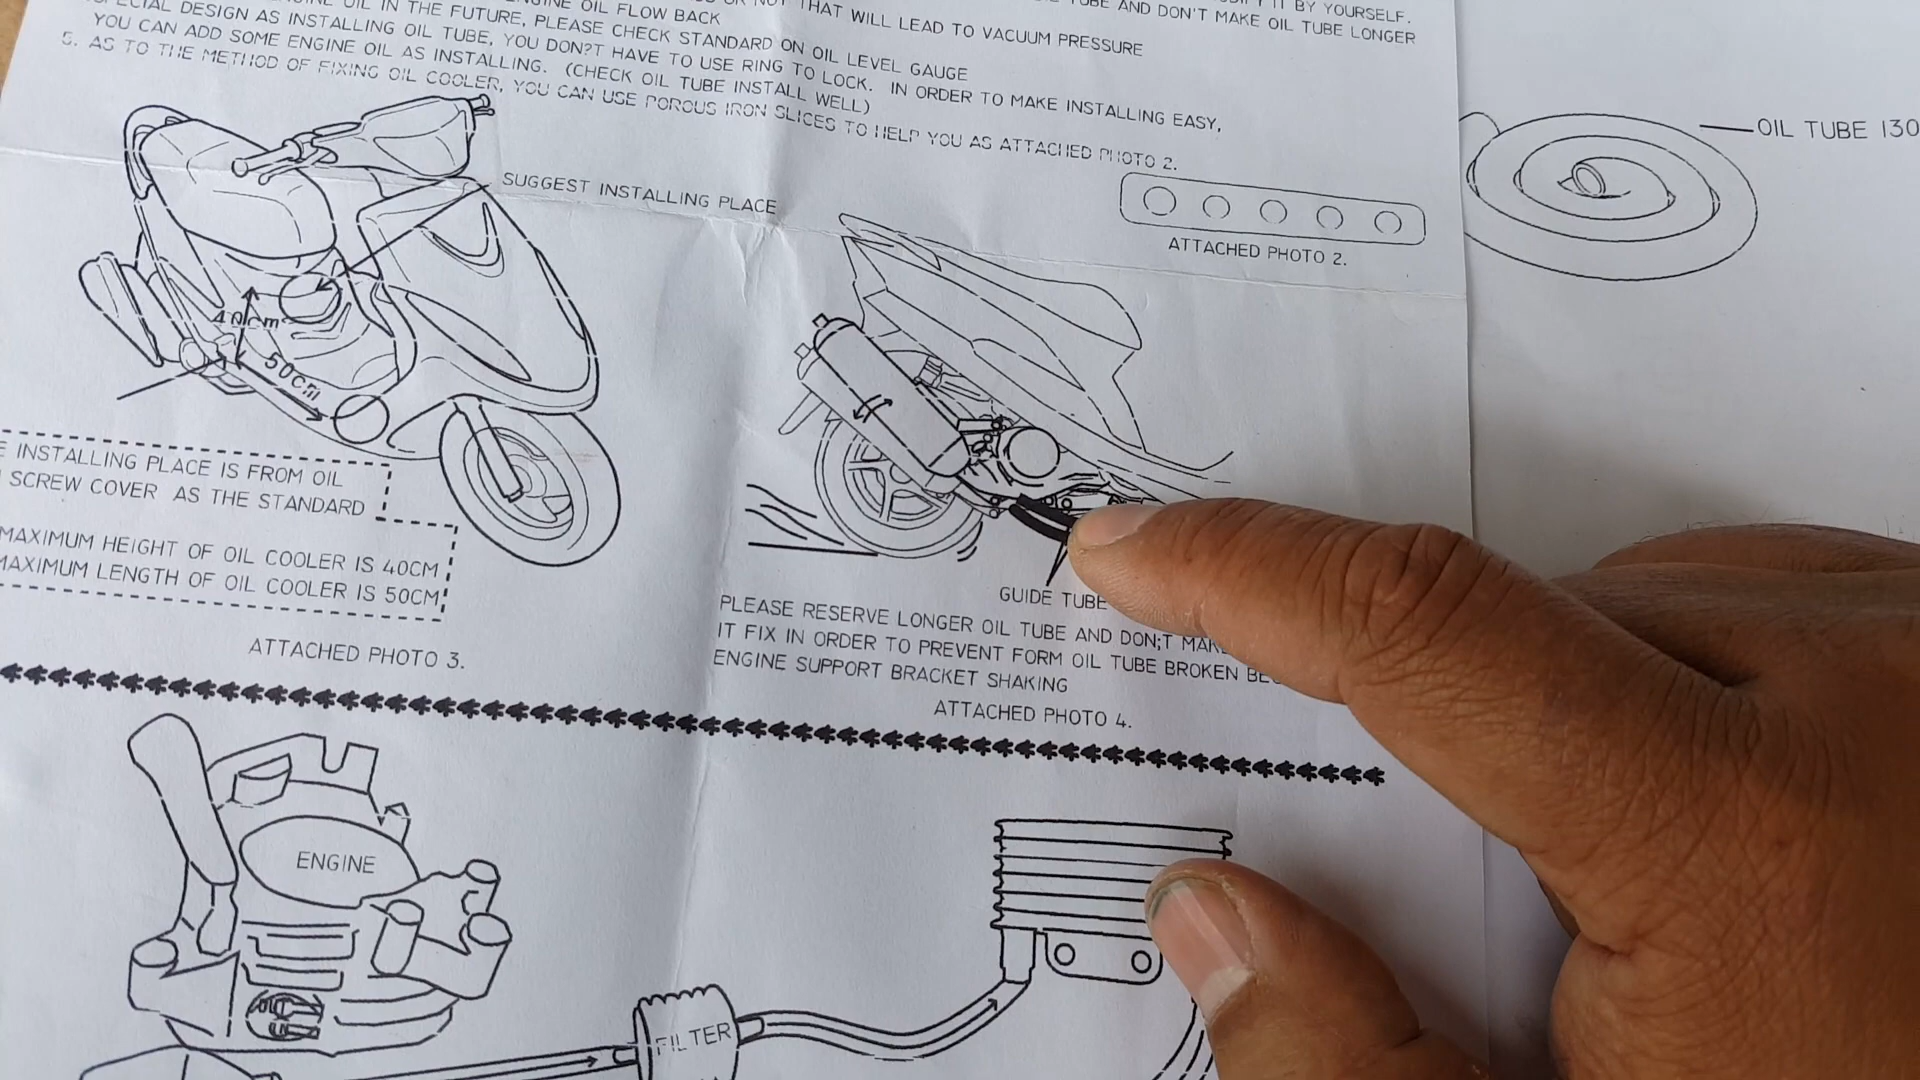 IT BY YOURSELF.
TUBE AND DON'T MAKE OIL TUBE LONGER
OR NOT THAT WILL LEAD TO VACUUM PRESSURE
ENGINE OIL FLOW BACK
OIL IN THE FUTURE, PLEASE CHECK STANDARD ON OIL LEVEL GAUGE
SPECIAL DESIGN AS INSTALLING OIL TUBE, YOU DON?T HAVE TO USE RING TO LOCK. IN ORDER TO MAKE INSTALLING EASY,
YOU CAN ADD SOME ENGINE OIL AS INSTALLING. (CHECK OIL TUBE INSTALL WELL)
5. AS TO THE METHOD OF FIXING OIL COOLER, YOU CAN USE POROUS IRON SLICES TO HELP YOU AS ATTACHED PHOTO 2.
OIL TUBE 130
SUGGEST INSTALLING PLACE
ATTACHED PHOTO 2.
40cm
50cm
INSTALLING PLACE IS FROM OIL
SCREW COVER AS THE STANDARD
MAXIMUM HEIGHT OF OIL COOLER IS 40CM
MAXIMUM LENGTH OF OIL COOLER IS 50CM
ATTACHED PHOTO 3.
GUIDE TUBE
PLEASE RESERVE LONGER OIL TUBE AND DON;T
IT FIX IN ORDER TO PREVENT FORM OIL TUBE BROKEN
ENGINE SUPPORT BRACKET SHAKING
ATTACHED PHOTO 4.
ENGINE
FILTER